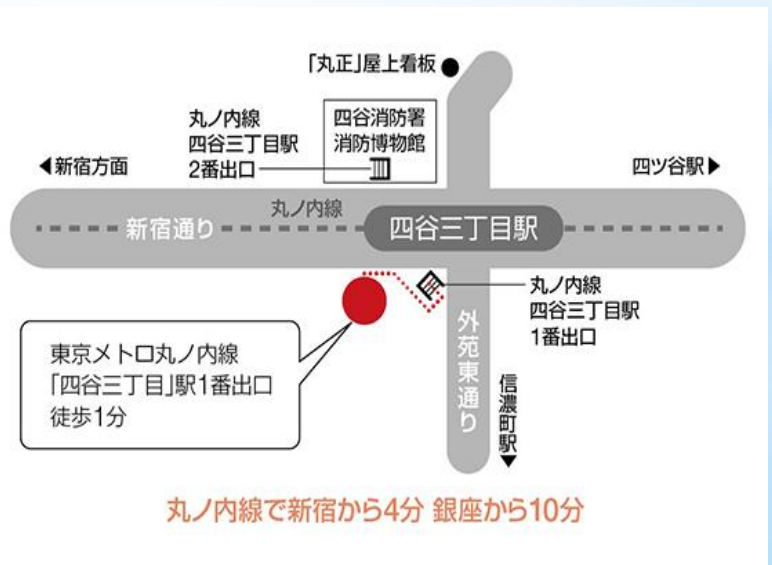 「丸正」屋上看板
丸ノ内線
四谷三丁目駅
2番出口
四谷消防署
消防博物館
◀新宿方面
四ツ谷駅▶
丸ノ内線
新宿通り
四谷三丁目駅
丸ノ内線
四谷三丁目駅
1番出口
外苑東通り
信濃町駅▼
東京メトロ丸ノ内線
「四谷三丁目」駅1番出口
徒歩1分
丸ノ内線で新宿から4分 銀座から10分